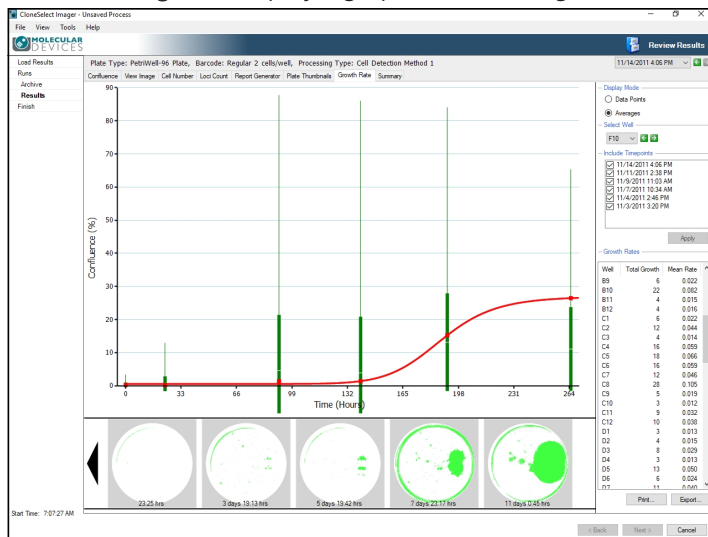 CloneSelect Imager - Unsaved Process
File View Tools Help
MOLECULAR
DEVICES
Review Results
Load Results
Runs
Archive
Results
Finish
Plate Type: PetriWell-96 Plate, Barcode: Regular 2 cells/well, Processing Type: Cell Detection Method 1
11/14/2011 4:06 PM
Confluence View Image Cell Number Loci Count Report Generator Plate Thumbnails Growth Rate Summary
90
80
70
60
50
40
30
20
10
0
Confluence (%)
0 33 66 99 132 165 198 231 264
Time (Hours)
23.25 hrs
3 days 19.13 hrs
5 days 19.42 hrs
7 days 23.17 hrs
11 days 0.45 hrs
Display Mode
Data Points
Averages
Select Well
F10
Include Timepoints
11/14/2011 4:06 PM
11/11/2011 2:38 PM
11/9/2011 11:03 AM
11/7/2011 10:34 AM
11/4/2011 2:46 PM
11/3/2011 3:20 PM
Apply
Growth Rates
Well Total Growth Mean Rate
B9 6 0.022
B10 22 0.082
B11 4 0.015
B12 4 0.016
C1 6 0.022
C2 12 0.044
C3 4 0.014
C4 16 0.059
C5 18 0.066
C6 16 0.059
C7 12 0.046
C8 28 0.105
C9 5 0.019
C10 3 0.012
C11 9 0.032
C12 10 0.038
D1 3 0.013
D2 4 0.015
D3 8 0.029
D4 3 0.013
D5 13 0.050
D6 6 0.024
D7 11 0.040
Print... Export...
Start Time: 7:07:27 AM
< Back Next > Cancel